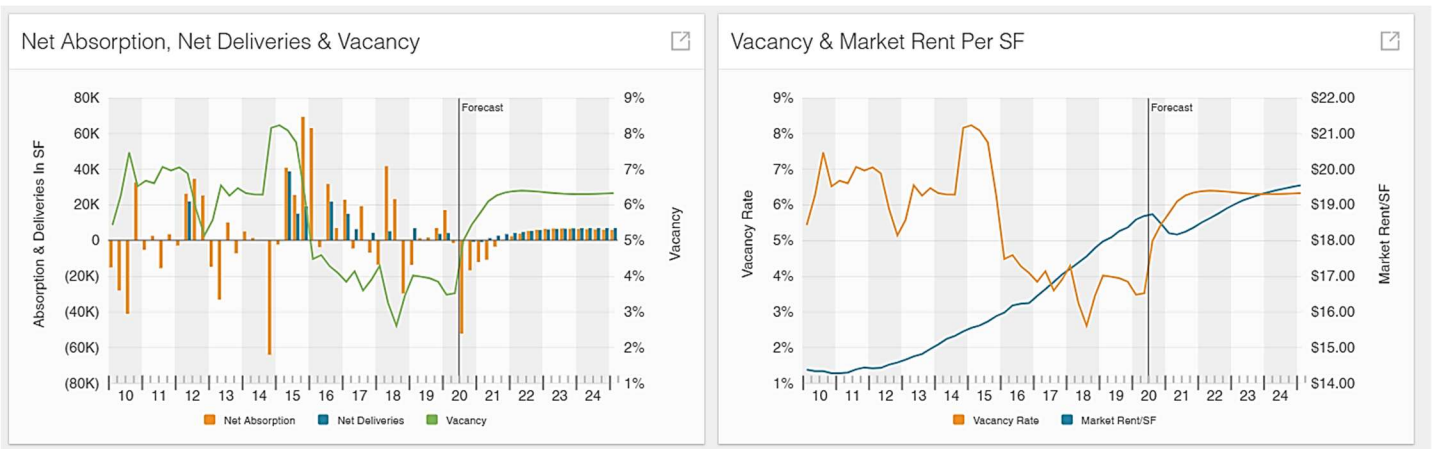 Net Absorption, Net Deliveries & Vacancy
80K
60K
40K
20K
0
(20K)
(40K)
(60K)
(80K)
Absorption & Deliveries In SF
Forecast
9%
8%
7%
6%
5%
4%
3%
2%
1%
Vacancy
10 11 12 13 14 15 16 17 18 19 20 21 22 23 24
Net Absorption Net Deliveries Vacancy
Vacancy & Market Rent Per SF
9%
8%
7%
6%
5%
4%
3%
2%
1%
Vacancy Rate
Forecast
$22.00
$21.00
$20.00
$19.00
$18.00
$17.00
$16.00
$15.00
$14.00
Market Rent/SF
10 11 12 13 14 15 16 17 18 19 20 21 22 23 24
Vacancy Rate Market Rent/SF